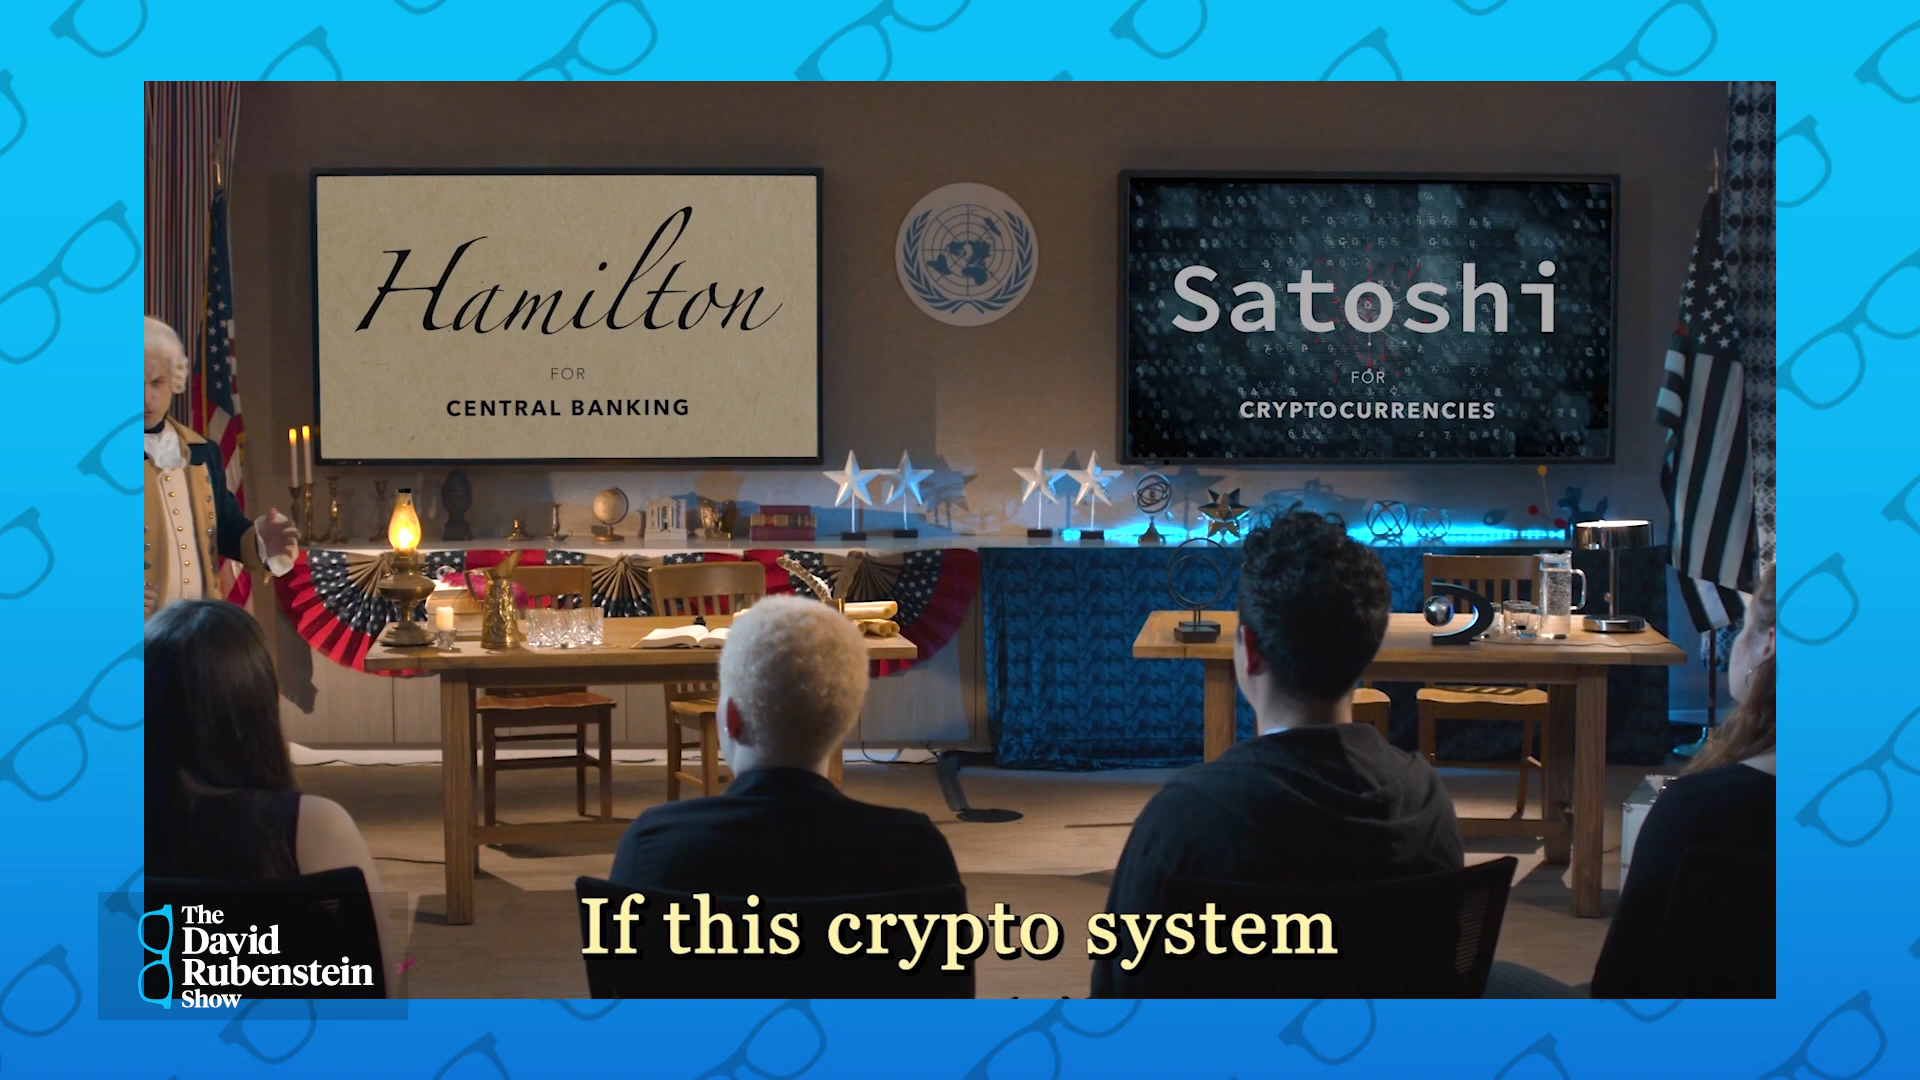 Hamilton
FOR
CENTRAL BANKING
Satoshi
FOR
CRYPTOCURRENCIES
If this crypto system
The
David
Rubenstein
Show